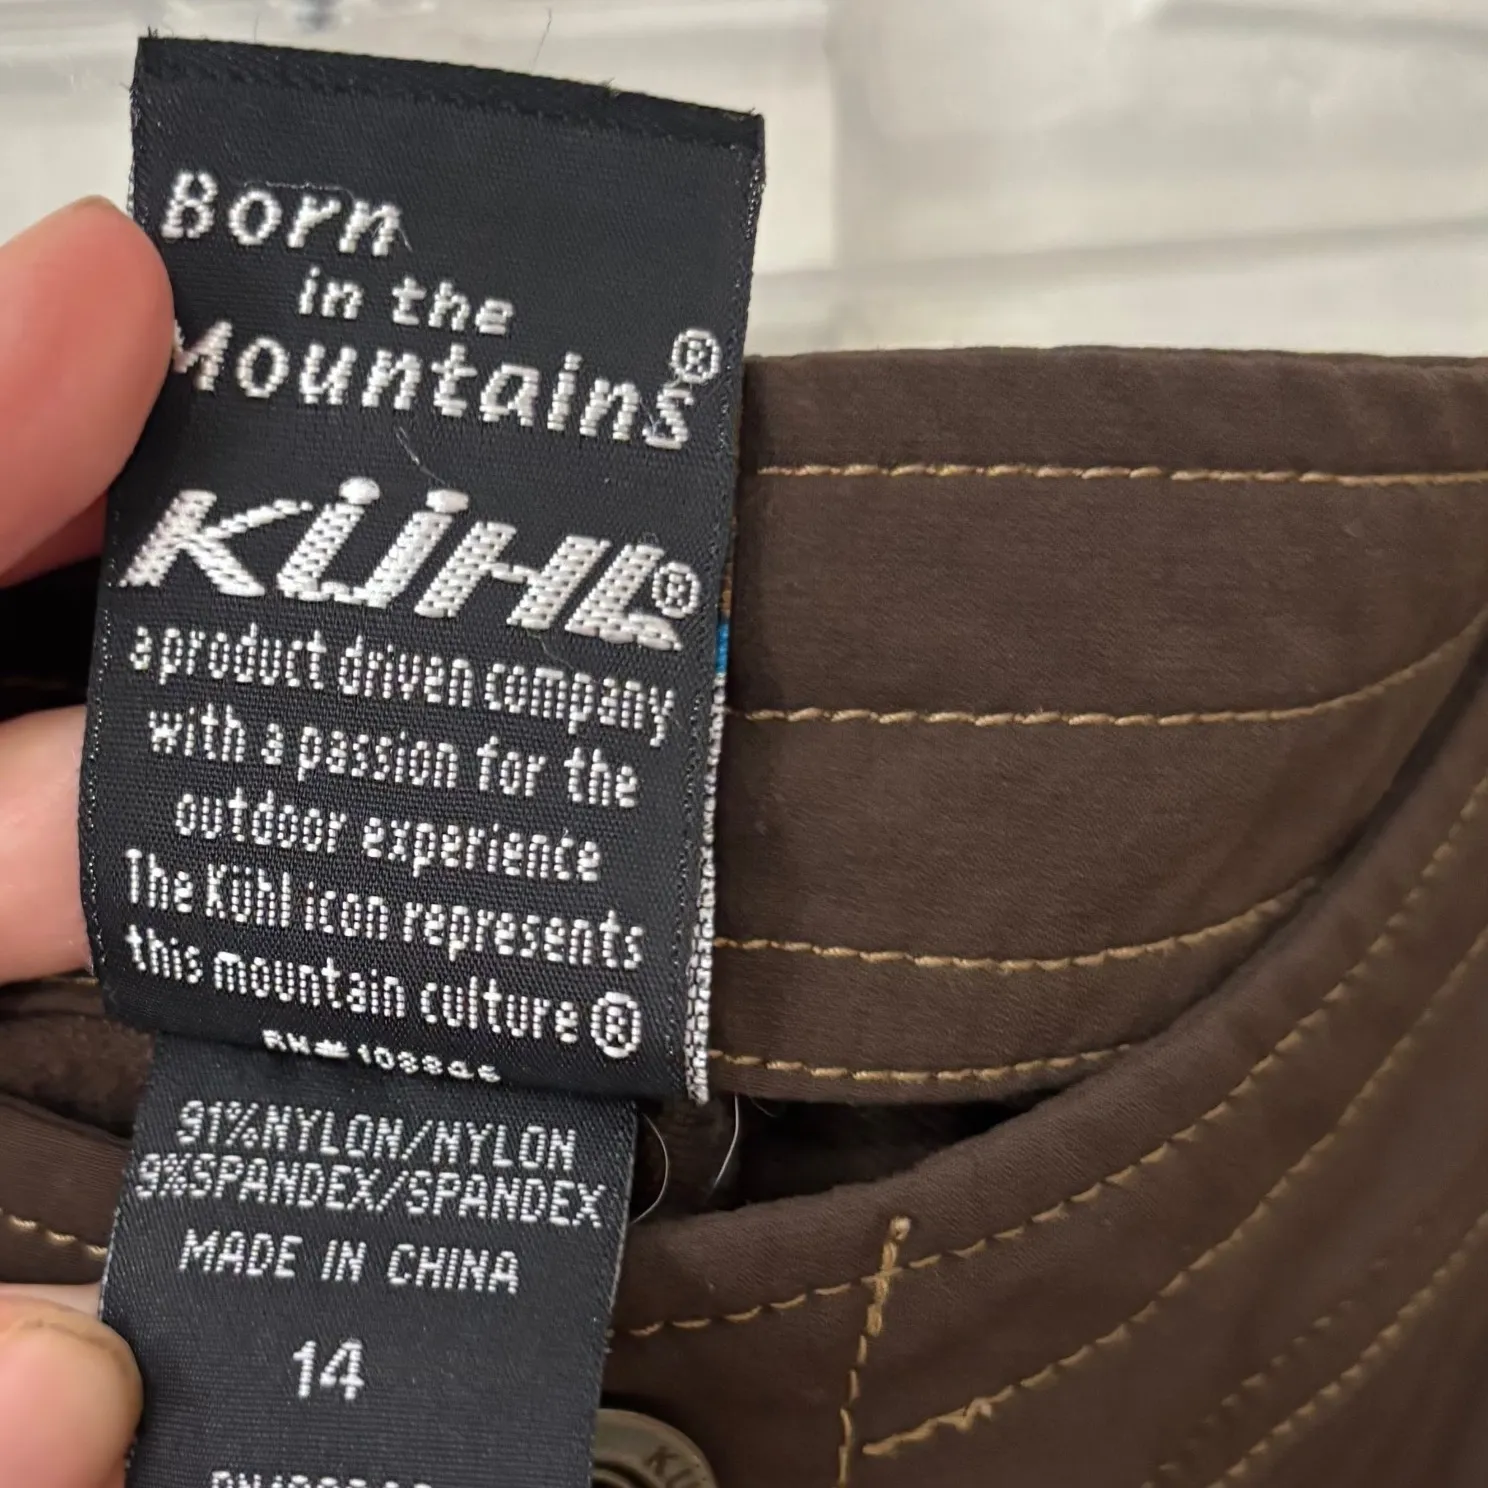 Born
in the
Mountains®
KÜHL®
a product driven company
with a passion for the
outdoor experience
The Kühl icon represents
this mountain culture®
91%NYLON/NYLON
9%SPANDEX/SPANDEX
MADE IN CHINA
14